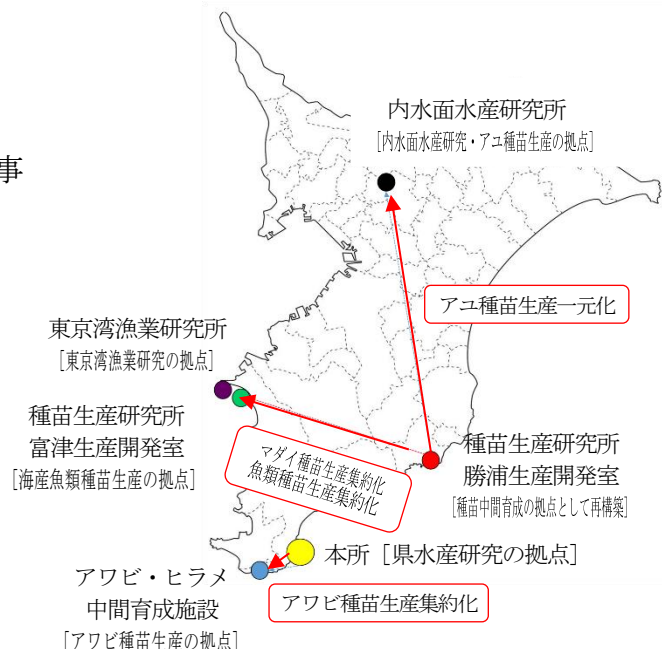 内水面水産研究所
[内水面水産研究・アユ種苗生産の拠点]
事
アユ種苗生産一元化
東京湾漁業研究所
[東京湾漁業研究の拠点]
種苗生産研究所
富津生産開発室
[海産魚類種苗生産の拠点]
マダイ種苗生産集約化
魚類種苗生産集約化
種苗生産研究所
勝浦生産開発室
[種苗中間育成の拠点として再構築]
本所［県水産研究の拠点］
アワビ・ヒラメ
中間育成施設
[アワビ種苗生産の拠点]
アワビ種苗生産集約化